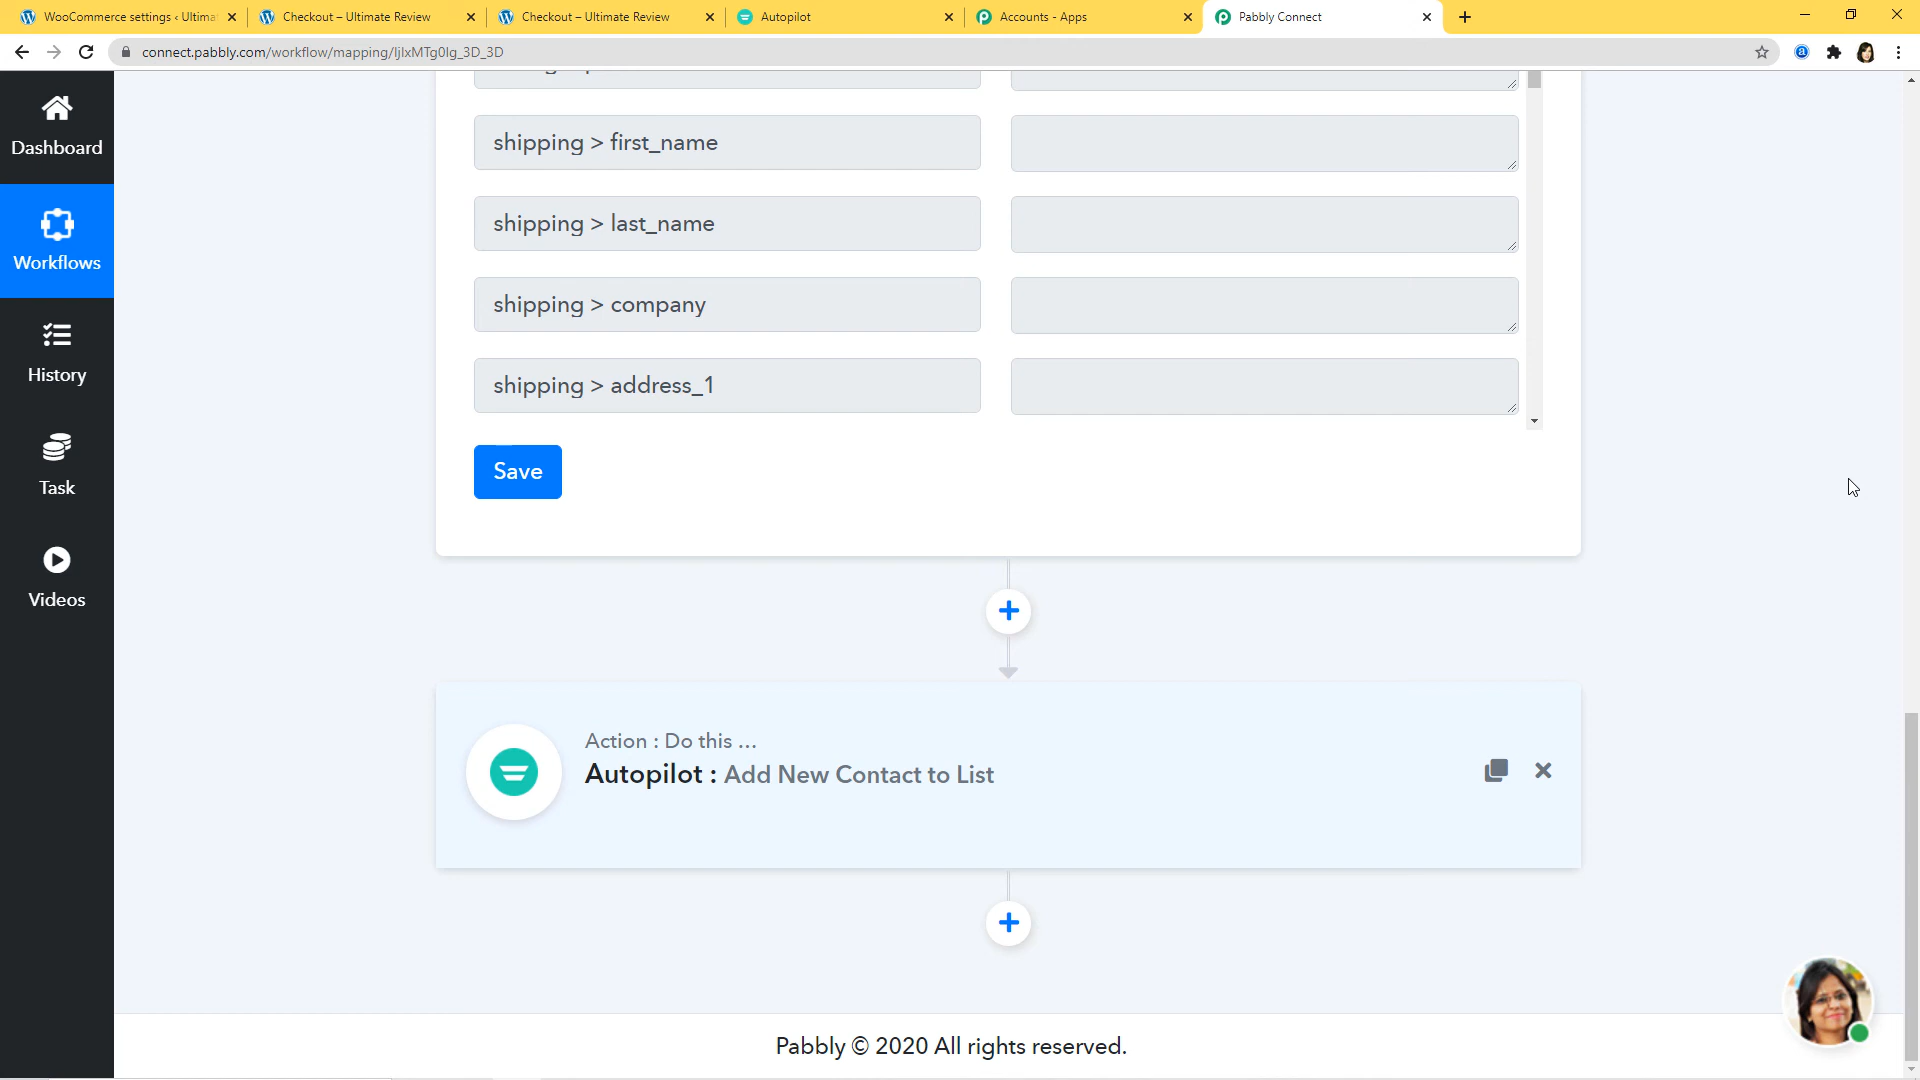 WooCommerce settings ‹ Ultima
Checkout – Ultimate Review
Checkout – Ultimate Review
Autopilot
Accounts - Apps
Pabbly Connect
connect.pabbly.com/workflow/mapping/IjIxMTg0Ig_3D_3D
Dashboard
Workflows
History
Task
Videos
shipping > first_name
shipping > last_name
shipping > company
shipping > address_1
Save
Action : Do this ...
Autopilot : Add New Contact to List
Pabbly © 2020 All rights reserved.